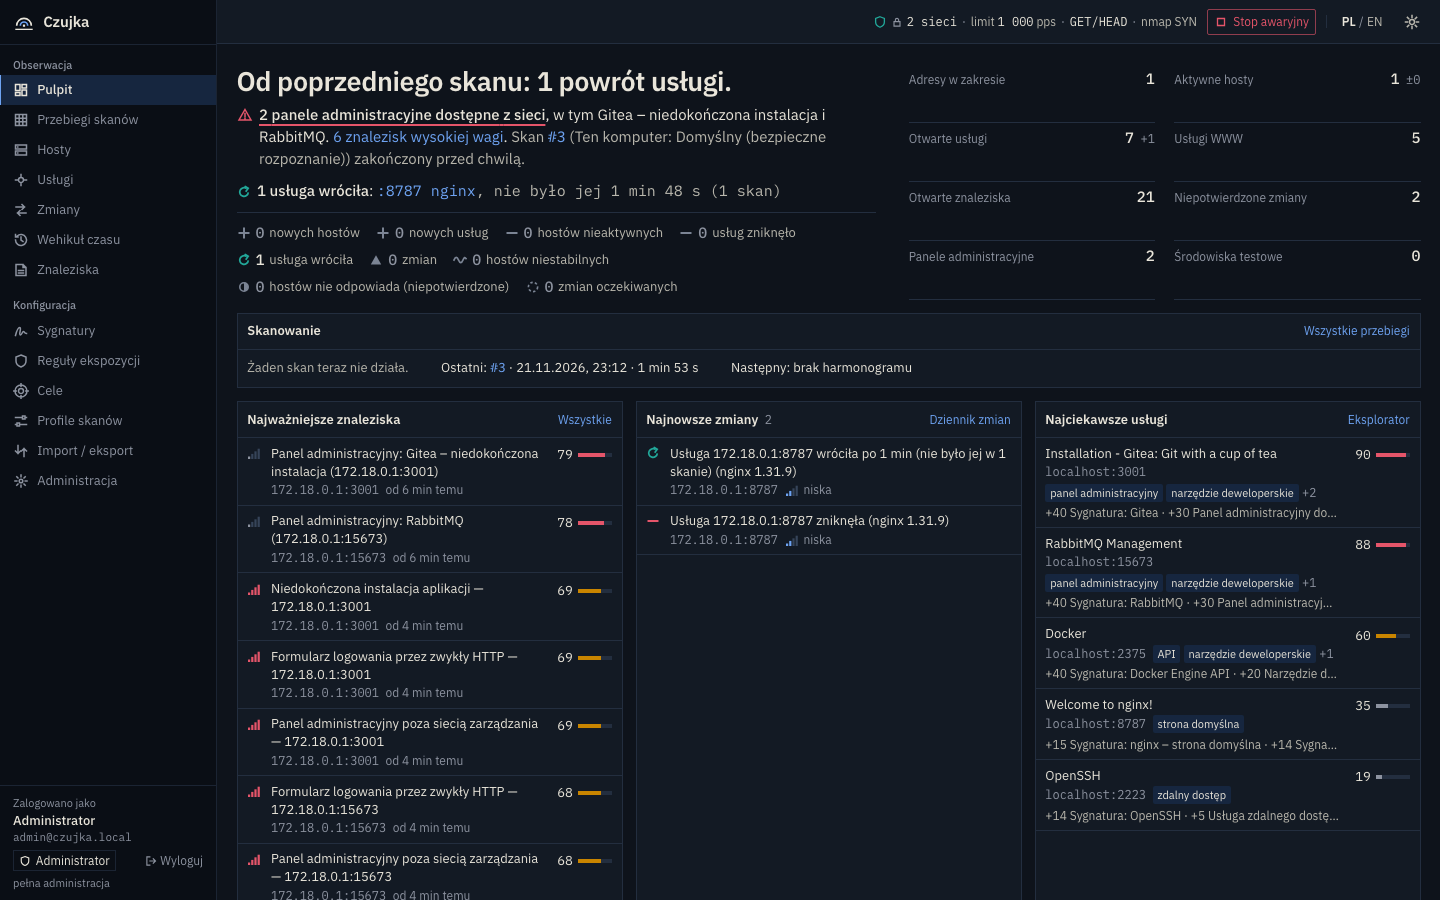 Czujka
2 sieci · limit 1 000 pps · GET/HEAD · nmap SYN
Stop awaryjny
PL / EN
Obserwacja
Pulpit
Przebiegi skanów
Hosty
Usługi
Zmiany
Wehikuł czasu
Znaleziska
Konfiguracja
Sygnatury
Reguły ekspozycji
Cele
Profile skanów
Import / eksport
Administracja
Zalogowano jako
Administrator
admin@czujka.local
Administrator
Wyloguj
pełna administracja
Od poprzedniego skanu: 1 powrót usługi.
2 panele administracyjne dostępne z sieci, w tym Gitea – niedokończona instalacja i
RabbitMQ. 6 znalezisk wysokiej wagi. Skan #3 (Ten komputer: Domyślny (bezpieczne
rozpoznanie)) zakończony przed chwilą.
1 usługa wróciła: :8787 nginx, nie było jej 1 min 48 s (1 skan)
0 nowych hostów 0 nowych usług 0 hostów nieaktywnych 0 usług zniknęło
1 usługa wróciła 0 zmian 0 hostów niestabilnych
0 hostów nie odpowiada (niepotwierdzone) 0 zmian oczekiwanych
Adresy w zakresie 1
Aktywne hosty 1 ±0
Otwarte usługi 7 +1
Usługi WWW 5
Otwarte znaleziska 21
Niepotwierdzone zmiany 2
Panele administracyjne 2
Środowiska testowe 0
Skanowanie
Wszystkie przebiegi
Żaden skan teraz nie działa. Ostatni: #3 · 21.11.2026, 23:12 · 1 min 53 s Następny: brak harmonogramu
Najważniejsze znaleziska
Wszystkie
Panel administracyjny: Gitea – niedokończona
instalacja (172.18.0.1:3001)
79
172.18.0.1:3001 od 6 min temu
Panel administracyjny: RabbitMQ
(172.18.0.1:15673)
78
172.18.0.1:15673 od 6 min temu
Niedokończona instalacja aplikacji —
172.18.0.1:3001
69
172.18.0.1:3001 od 4 min temu
Formularz logowania przez zwykły HTTP —
172.18.0.1:3001
69
172.18.0.1:3001 od 4 min temu
Panel administracyjny poza siecią zarządzania
— 172.18.0.1:3001
69
172.18.0.1:3001 od 4 min temu
Formularz logowania przez zwykły HTTP —
172.18.0.1:15673
68
172.18.0.1:15673 od 4 min temu
Panel administracyjny poza siecią zarządzania
— 172.18.0.1:15673
68
172.18.0.1:15673 od 4 min temu
Najnowsze zmiany 2
Dziennik zmian
Usługa 172.18.0.1:8787 wróciła po 1 min (nie było jej w 1
skanie) (nginx 1.31.9)
172.18.0.1:8787 niska
Usługa 172.18.0.1:8787 zniknęła (nginx 1.31.9)
172.18.0.1:8787 niska
Najciekawsze usługi
Eksplorator
Installation - Gitea: Git with a cup of tea
90
localhost:3001
panel administracyjny narzędzie deweloperskie +2
+40 Sygnatura: Gitea · +30 Panel administracyjny do...
RabbitMQ Management
88
localhost:15673
panel administracyjny narzędzie deweloperskie +1
+40 Sygnatura: RabbitMQ · +30 Panel administracyj...
Docker
60
localhost:2375 API narzędzie deweloperskie +1
+40 Sygnatura: Docker Engine API · +20 Narzędzie d...
Welcome to nginx!
35
localhost:8787 strona domyślna
+15 Sygnatura: nginx – strona domyślna · +14 Sygna...
OpenSSH
19
localhost:2223 zdalny dostęp
+14 Sygnatura: OpenSSH · +5 Usługa zdalnego dostę...